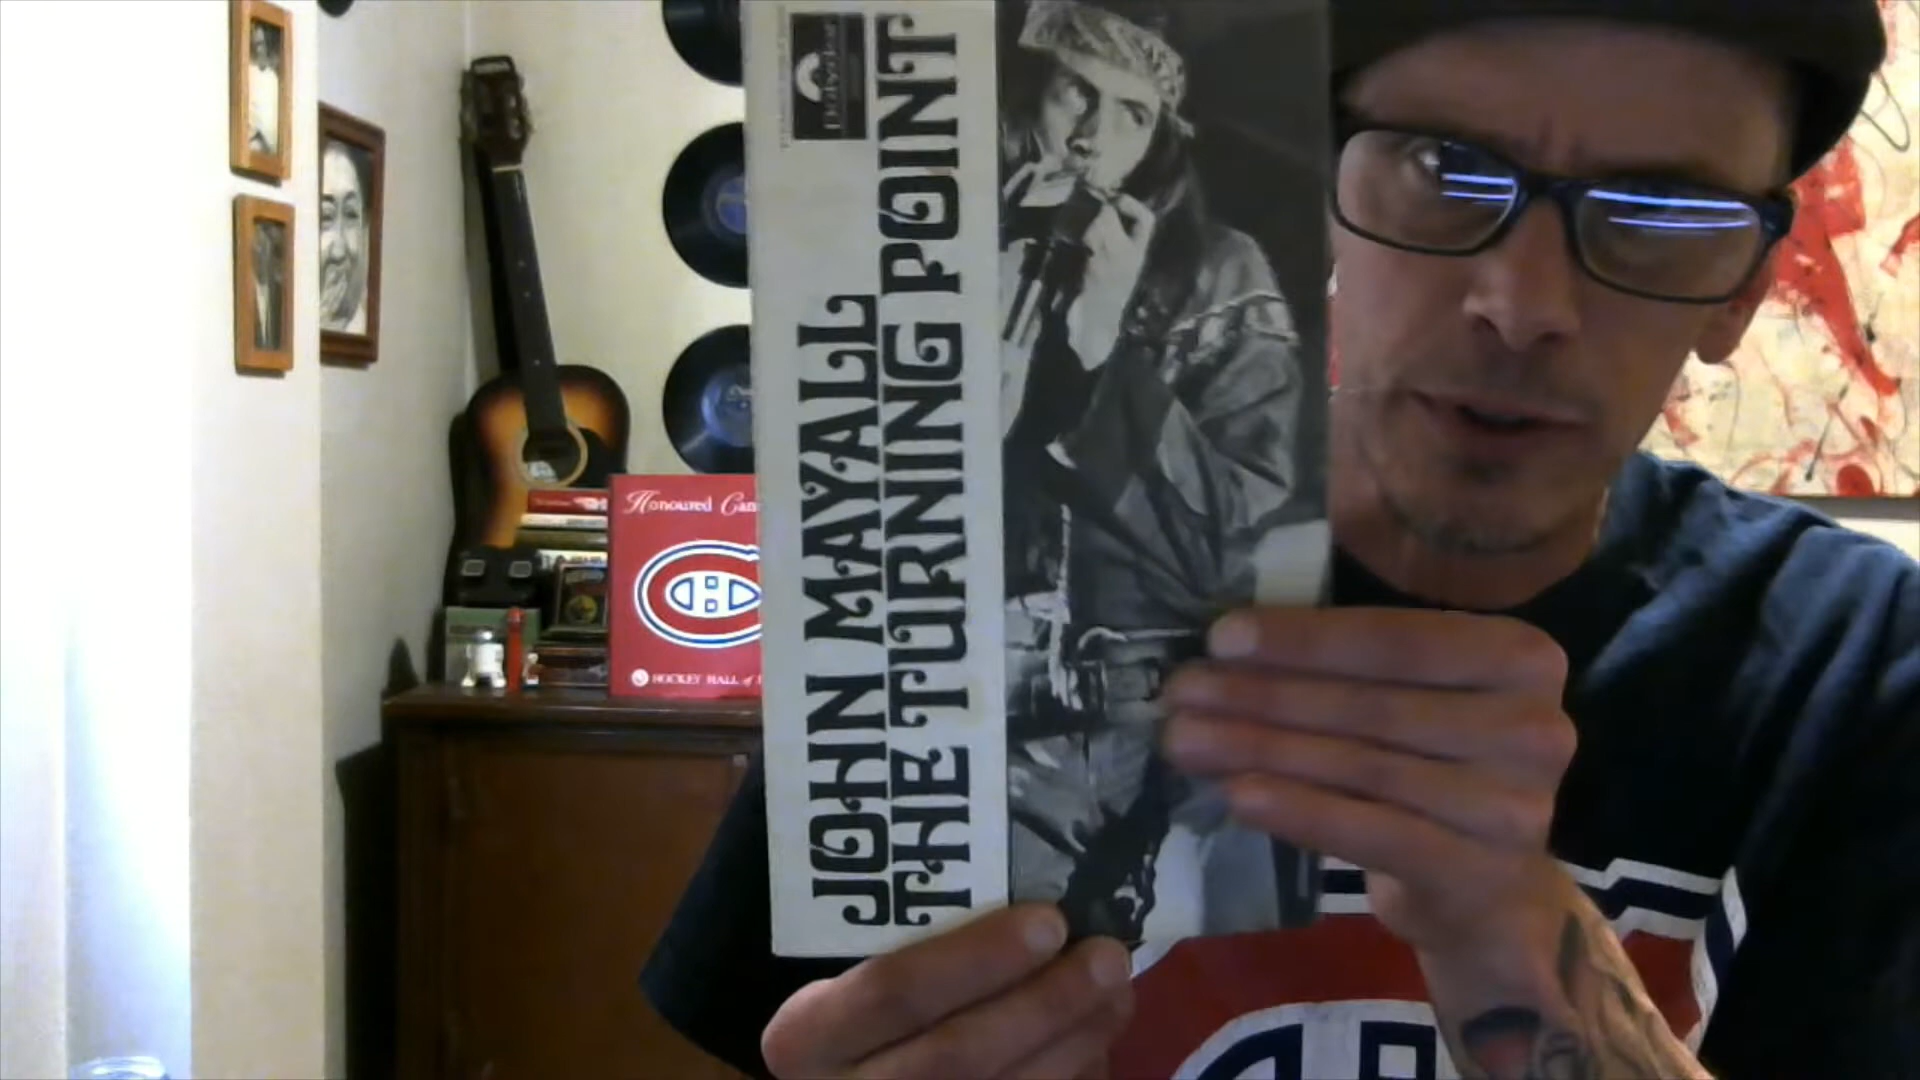 polydor
JOHN MAYALL
THE TURNING POINT
Honoured Can
HOCKEY HALL of